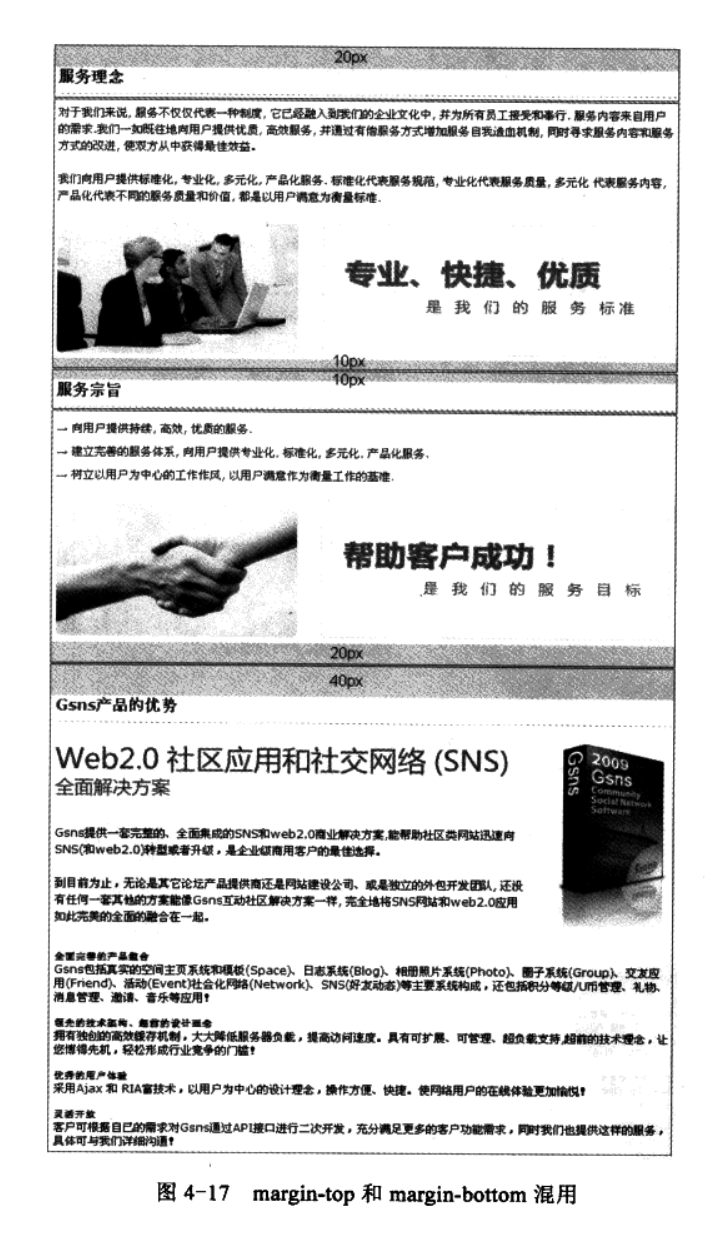 20px
服务理念
对于我们来说, 服务不仅仅代表一种制度, 它已经融入到我们的企业文化中, 并为所有员工接受和奉行. 服务内容来自用户
的需求.我们一如既往地向用户提供优质, 高效服务, 并通过有偿服务方式增加服务自我造血机制, 同时寻求服务内容和服务
方式的改进, 使双方从中获得最佳效益.
我们向用户提供标准化, 专业化, 多元化, 产品化服务. 标准化代表服务规范, 专业化代表服务质量, 多元化 代表服务内容,
产品化代表不同的服务质量和价值, 都是以用户满意为衡量标准.
专业、快捷、优质
是我们的服务标准
10px
10px
服务宗旨
→ 向用户提供持续, 高效, 优质的服务.
→ 建立完善的服务体系, 向用户提供专业化. 标准化, 多元化. 产品化服务.
→ 树立以用户为中心的工作作风, 以用户满意作为衡量工作的基准.
帮助客户成功！
是我们的服务目标
20px
40px
Gsns产品的优势
Web2.0 社区应用和社交网络 (SNS)
全面解决方案
2009
Gsns
Community
Social Network
Software
Gsns
Gsns
Gsns提供一套完整的、全面集成的SNS和web2.0商业解决方案,能帮助社区类网站迅速向
SNS(和web2.0)转型或者升级，是企业级商用客户的最佳选择。
到目前为止，无论是其它论坛产品提供商还是网站建设公司、或是独立的外包开发团队, 还没
有任何一套其他的方案能像Gsns互动社区解决方案一样, 完全地将SNS网站和web2.0应用
如此完美的全面的融合在一起。
全面完善的产品融合
Gsns包括真实的空间主页系统和模板(Space)、日志系统(Blog)、相册照片系统(Photo)、圈子系统(Group)、交友应
用(Friend)、活动(Event)社会化网络(Network)、SNS(好友动态)等主要系统构成，还包括积分等级/U币管理、礼物、
消息管理、邀请、音乐等应用！
领先的技术架构、超前的设计理念
拥有独创的高效缓存机制，大大降低服务器负载，提高访问速度。具有可扩展、可管理、超负载支持,超前的技术理念，让
您博得先机，轻松形成行业竞争的门槛！
优秀的用户体验
采用Ajax 和 RIA富技术，以用户为中心的设计理念，操作方便、快捷。使网络用户的在线体验更加愉悦！
灵活开放
客户可根据自己的需求对Gsns通过API接口进行二次开发，充分满足更多的客户功能需求，同时我们也提供这样的服务，
具体可与我们详细沟通！
图 4-17 margin-top 和 margin-bottom 混用